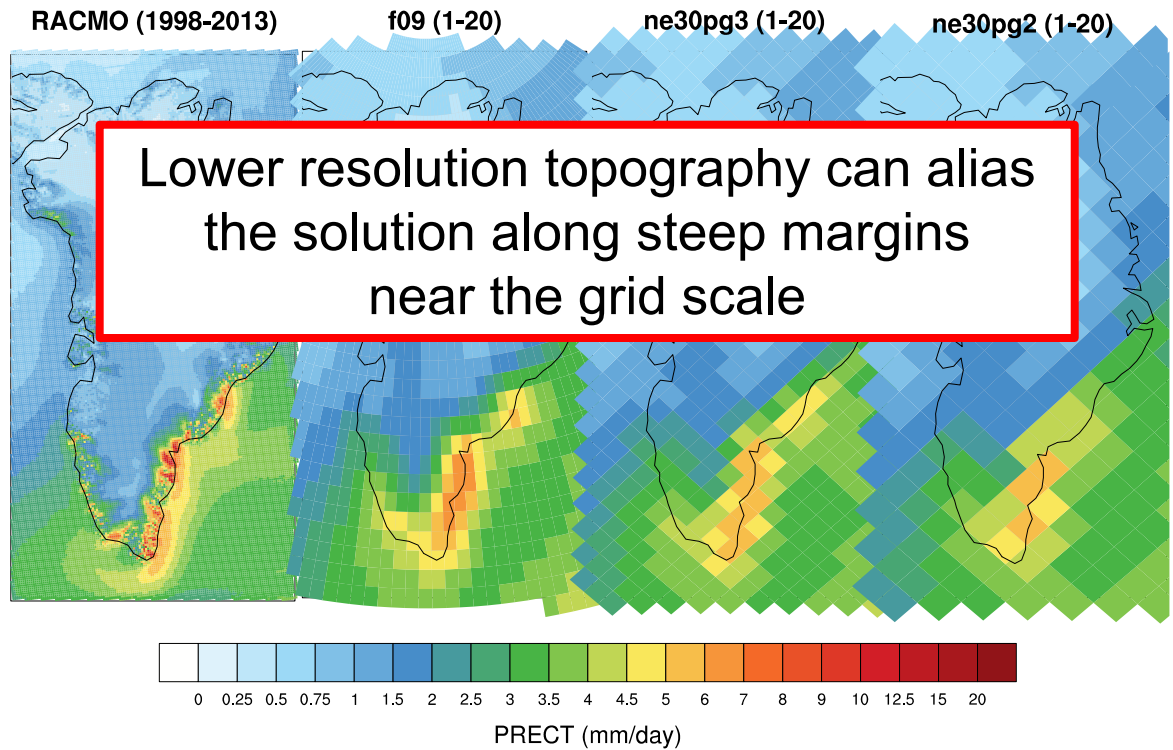 RACMO (1998-2013) f09 (1-20) ne30pg3 (1-20) ne30pg2 (1-20)
Lower resolution topography can alias
the solution along steep margins
near the grid scale
0 0.25 0.5 0.75 1 1.5 2 2.5 3 3.5 4 4.5 5 6 7 8 9 10 12.5 15 20
PRECT (mm/day)